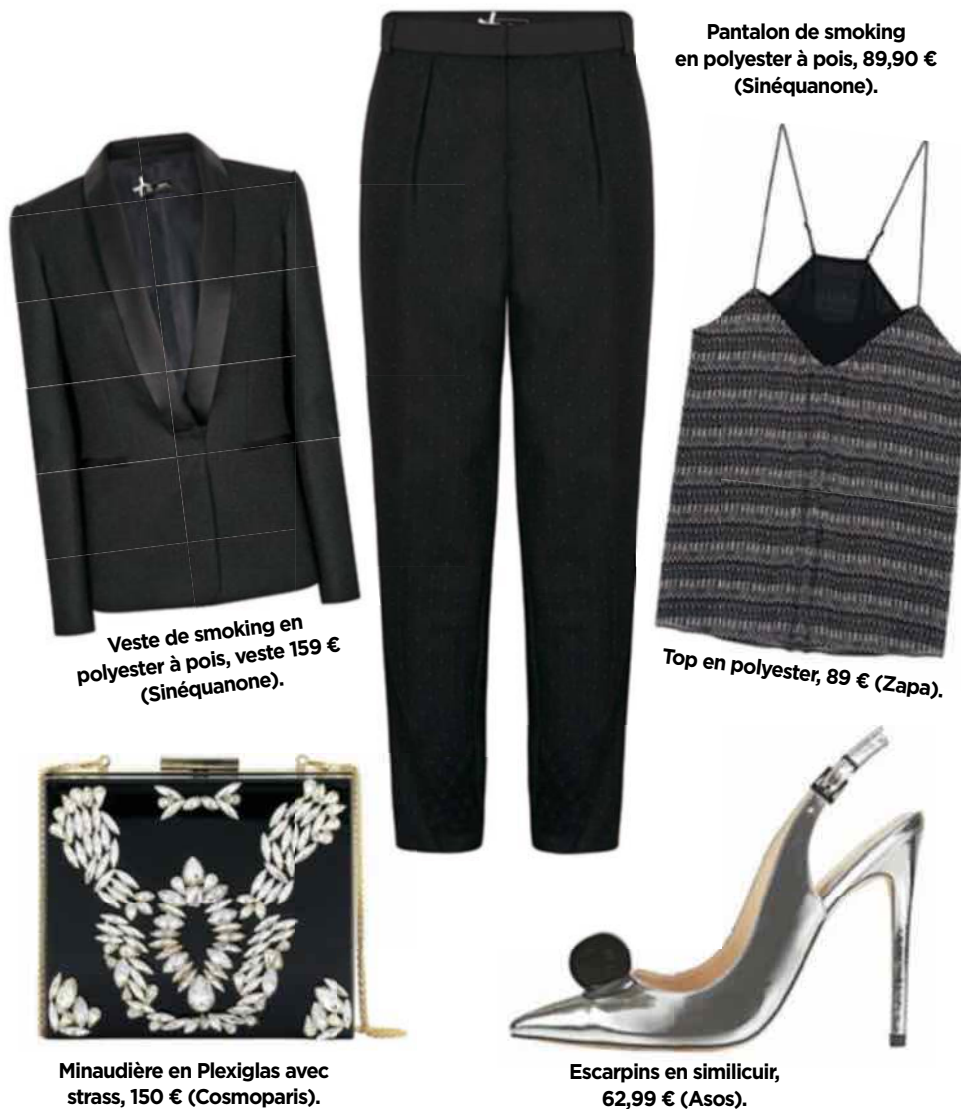 Pantalon de smoking
en polyester à pois, 89,90 €
(Sinéquanone).
Veste de smoking en
polyester à pois, veste 159 €
(Sinéquanone).
Top en polyester, 89 € (Zapa).
Minaudière en Plexiglas avec
strass, 150 € (Cosmoparis).
Escarpins en similicuir,
62,99 € (Asos).